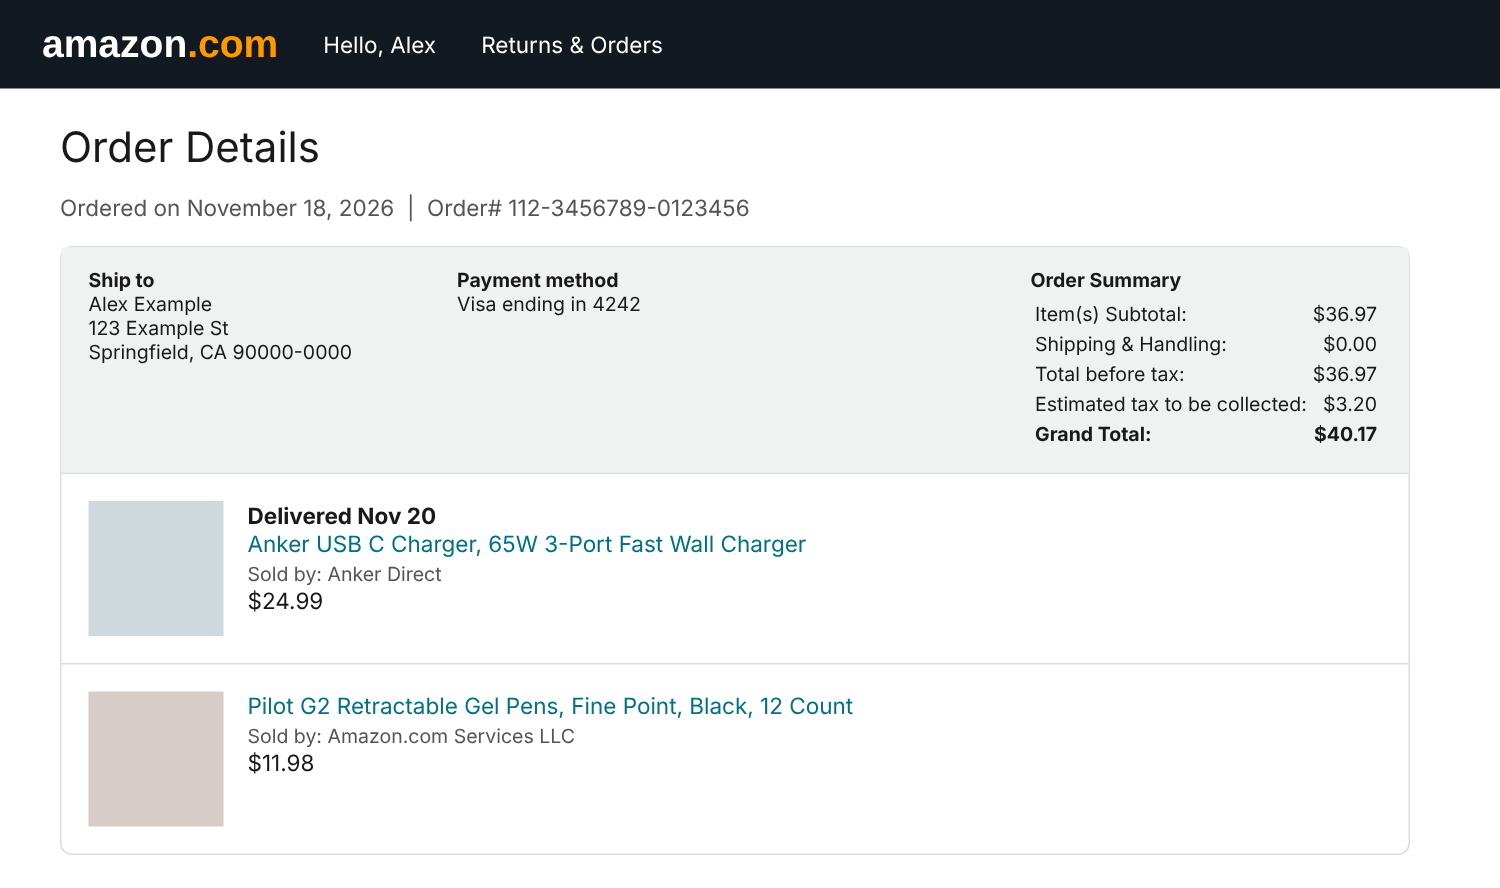 amazon.com Hello, Alex Returns & Orders
Order Details
Ordered on November 18, 2026 | Order# 112-3456789-0123456
Ship to
Alex Example
123 Example St
Springfield, CA 90000-0000
Payment method
Visa ending in 4242
Order Summary
Item(s) Subtotal: $36.97
Shipping & Handling: $0.00
Total before tax: $36.97
Estimated tax to be collected: $3.20
Grand Total: $40.17
Delivered Nov 20
Anker USB C Charger, 65W 3-Port Fast Wall Charger
Sold by: Anker Direct
$24.99
Pilot G2 Retractable Gel Pens, Fine Point, Black, 12 Count
Sold by: Amazon.com Services LLC
$11.98